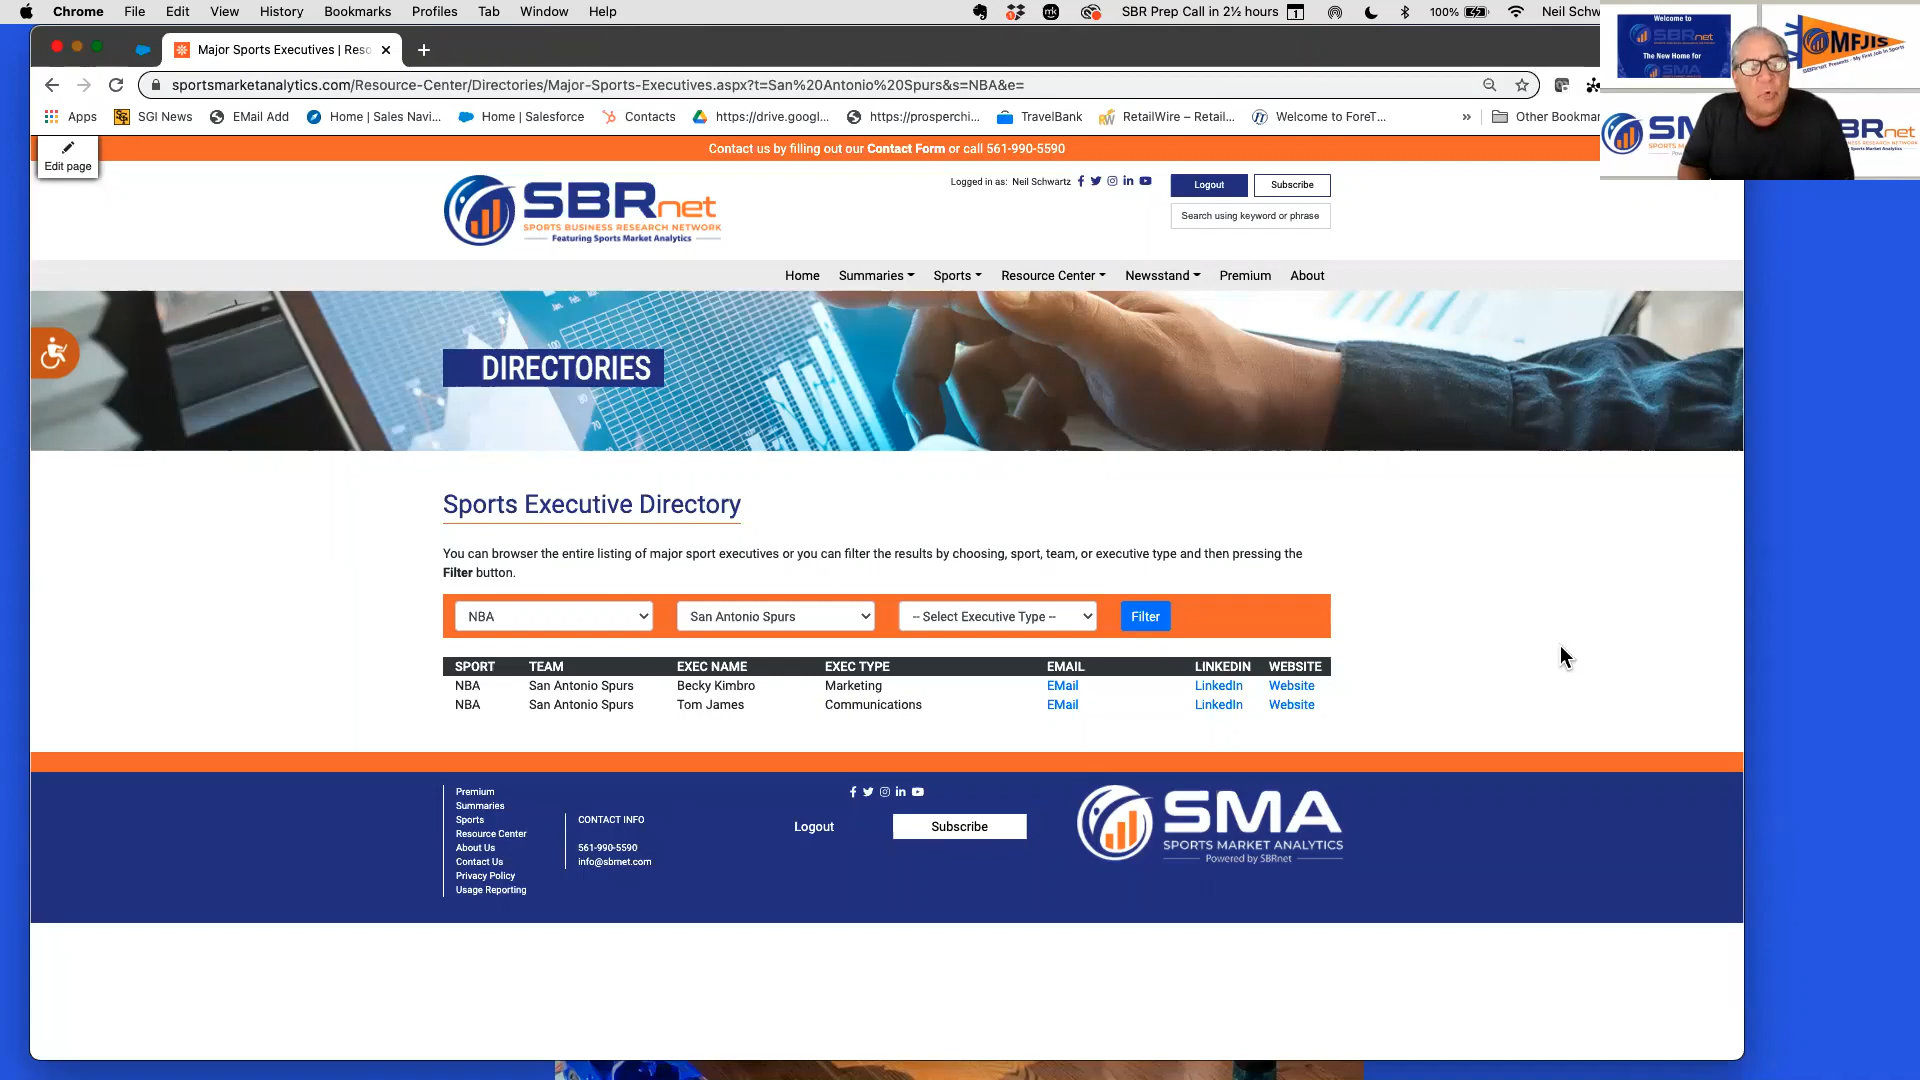 Chrome File Edit View History Bookmarks Profiles Tab Window Help
SBR Prep Call in 2½ hours 1 100% Neil Schw
Major Sports Executives | Reso
sportsmarketanalytics.com/Resource-Center/Directories/Major-Sports-Executives.aspx?t=San%20Antonio%20Spurs&s=NBA&e=
Apps SGI News EMail Add Home | Sales Navi... Home | Salesforce Contacts https://drive.googl... https://prosperchi... TravelBank RetailWire – Retail... Welcome to ForeT... » Other Bookmar
Welcome to
SBRnet
The New Home for
SMA
MFJIS
SBRnet Presents - My First Job In Sports
Edit page
Contact us by filling out our Contact Form or call 561-990-5590
SBRnet
SPORTS BUSINESS RESEARCH NETWORK
Featuring Sports Market Analytics
Logged in as: Neil Schwartz
Logout Subscribe
Search using keyword or phrase
Home Summaries Sports Resource Center Newsstand Premium About
DIRECTORIES
Sports Executive Directory
You can browser the entire listing of major sport executives or you can filter the results by choosing, sport, team, or executive type and then pressing the
Filter button.
NBA San Antonio Spurs -- Select Executive Type -- Filter
SPORT TEAM EXEC NAME EXEC TYPE EMAIL LINKEDIN WEBSITE
NBA San Antonio Spurs Becky Kimbro Marketing EMail LinkedIn Website
NBA San Antonio Spurs Tom James Communications EMail LinkedIn Website
Premium
Summaries
Sports
Resource Center
About Us
Contact Us
Privacy Policy
Usage Reporting
CONTACT INFO
561-990-5590
info@sbrnet.com
Logout Subscribe
SMA
SPORTS MARKET ANALYTICS
Powered by SBRnet